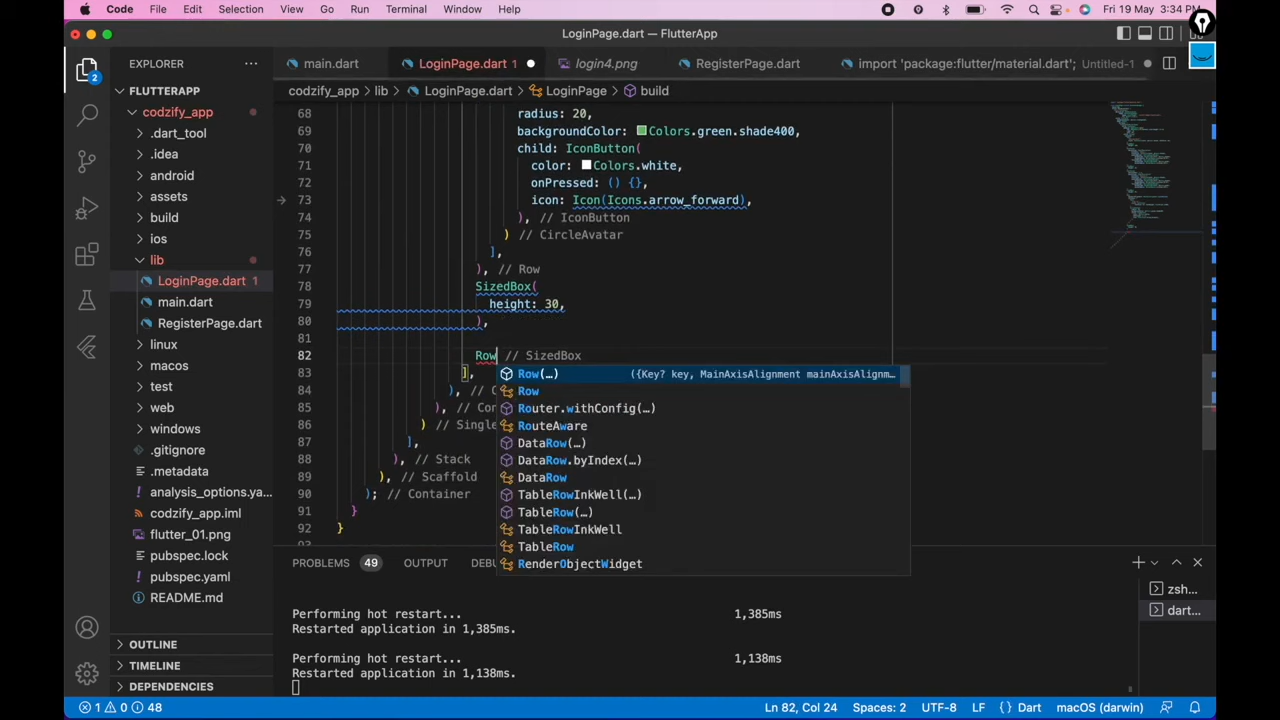 Code File Edit Selection View Go Run Terminal Window Help Fri 19 May 3:34 PM
LoginPage.dart — FlutterApp
EXPLORER
main.dart LoginPage.dart 1 login4.png RegisterPage.dart import 'package:flutter/material.dart'; Untitled-1
codzify_app > lib > LoginPage.dart > LoginPage > build
FLUTTERAPP
codzify_app
.dart_tool
.idea
android
assets
build
ios
lib
LoginPage.dart 1
main.dart
RegisterPage.dart
linux
macos
test
web
windows
.gitignore
.metadata
analysis_options.ya...
codzify_app.iml
flutter_01.png
pubspec.lock
pubspec.yaml
README.md
OUTLINE
TIMELINE
DEPENDENCIES
2
68 radius: 20,
69 backgroundColor: Colors.green.shade400,
70 child: IconButton(
71 color: Colors.white,
72 onPressed: () {},
73 icon: Icon(Icons.arrow_forward),
74 ), // IconButton
75 ) // CircleAvatar
76 ],
77 ), // Row
78 SizedBox(
79 height: 30,
80 ),
81
82 Row // SizedBox
83 ],
84 ), // C
85 ), // Con
86 ) // Single
87 ],
88 ), // Stack
89 ), // Scaffold
90 ); // Container
91 }
92 }
Row(…) ({Key? key, MainAxisAlignment mainAxisAlignm…
Row
Router.withConfig(…)
RouteAware
DataRow(…)
DataRow.byIndex(…)
DataRow
TableRowInkWell(…)
TableRow(…)
TableRowInkWell
TableRow
RenderObjectWidget
PROBLEMS 49 OUTPUT DEBU
Performing hot restart... 1,385ms
Restarted application in 1,385ms.
Performing hot restart... 1,138ms
Restarted application in 1,138ms.
zsh...
dart...
1 0 48 Ln 82, Col 24 Spaces: 2 UTF-8 LF { } Dart macOS (darwin)